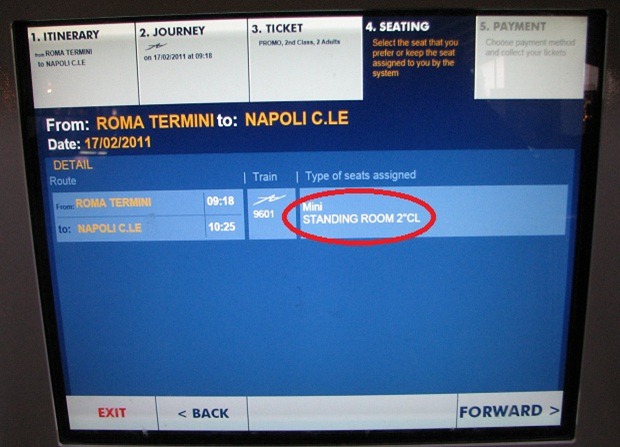 1. ITINERARY
from ROMA TERMINI
to NAPOLI C.LE
2. JOURNEY
on 17/02/2011 at 09:18
3. TICKET
PROMO, 2nd Class, 2 Adults
4. SEATING
Select the seat that you
prefer or keep the seat
assigned to you by the
system
5. PAYMENT
Choose payment method
and collect your tickets
From: ROMA TERMINI to: NAPOLI C.LE
Date: 17/02/2011
DETAIL
Route | Train | Type of seats assigned
From: ROMA TERMINI 09:18
to: NAPOLI C.LE 10:25
9601
Mini
STANDING ROOM 2°CL
EXIT
< BACK
FORWARD >